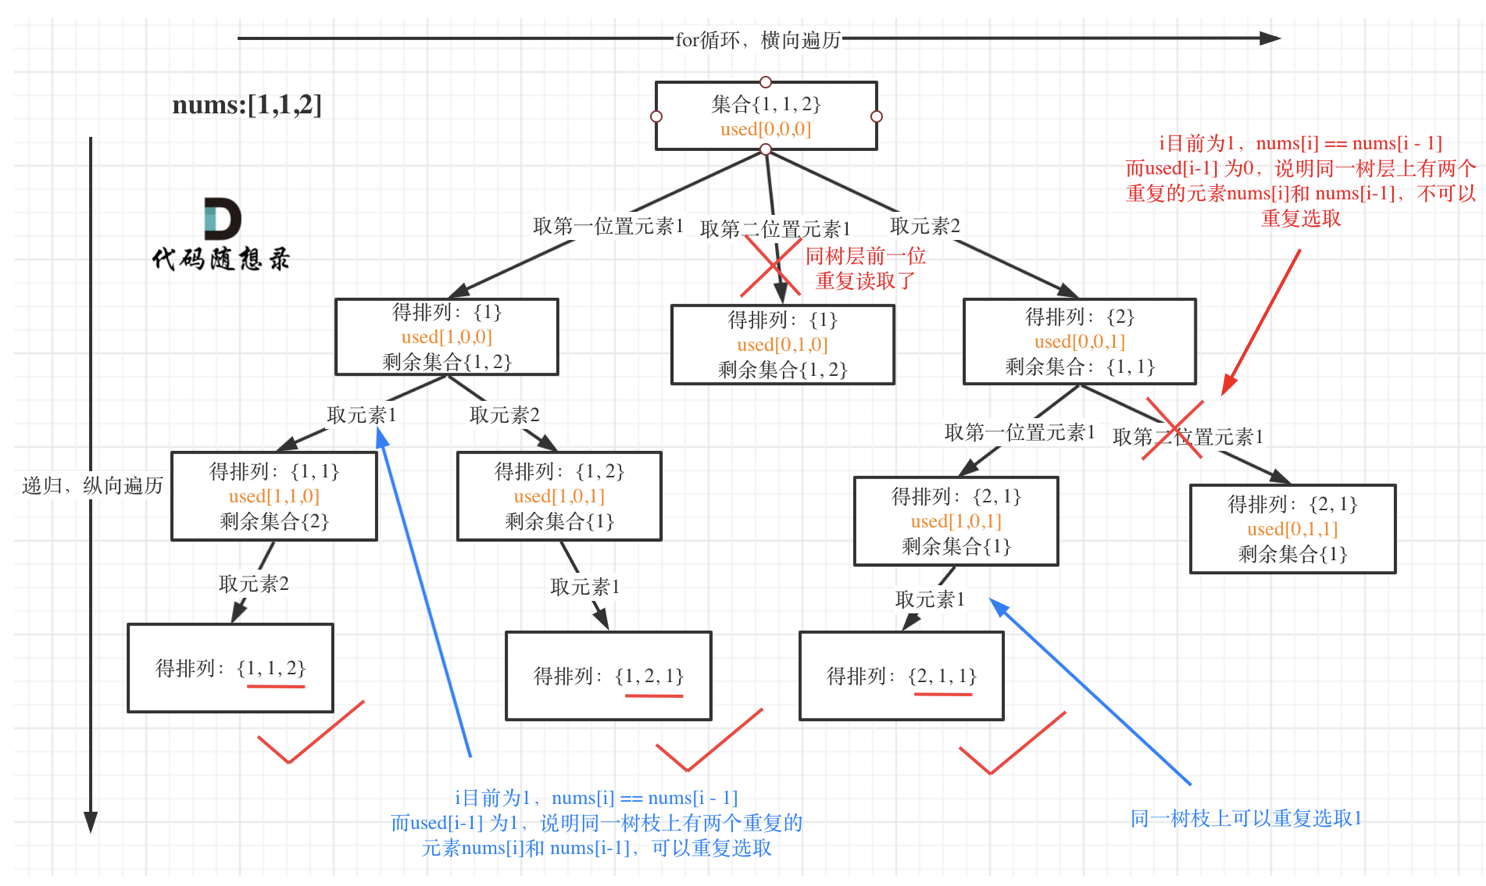 for循环，横向遍历
nums:[1,1,2]
集合{1, 1, 2}
used[0,0,0]
i目前为1，nums[i] == nums[i - 1]
而used[i-1] 为0，说明同一树层上有两个
重复的元素nums[i]和 nums[i-1]，不可以
重复选取
代码随想录
取第一位置元素1
取第二位置元素1
取元素2
同树层前一位
重复读取了
得排列：{1}
used[1,0,0]
剩余集合{1, 2}
得排列：{1}
used[0,1,0]
剩余集合{1, 2}
得排列：{2}
used[0,0,1]
剩余集合：{1, 1}
取元素1
取元素2
取第一位置元素1
取第二位置元素1
递归，纵向遍历
得排列：{1, 1}
used[1,1,0]
剩余集合{2}
得排列：{1, 2}
used[1,0,1]
剩余集合{1}
得排列：{2, 1}
used[1,0,1]
剩余集合{1}
得排列：{2, 1}
used[0,1,1]
剩余集合{1}
取元素2
取元素1
取元素1
得排列：{1, 1, 2}
得排列：{1, 2, 1}
得排列：{2, 1, 1}
i目前为1，nums[i] == nums[i - 1]
而used[i-1] 为1，说明同一树枝上有两个重复的
元素nums[i]和 nums[i-1]，可以重复选取
同一树枝上可以重复选取1